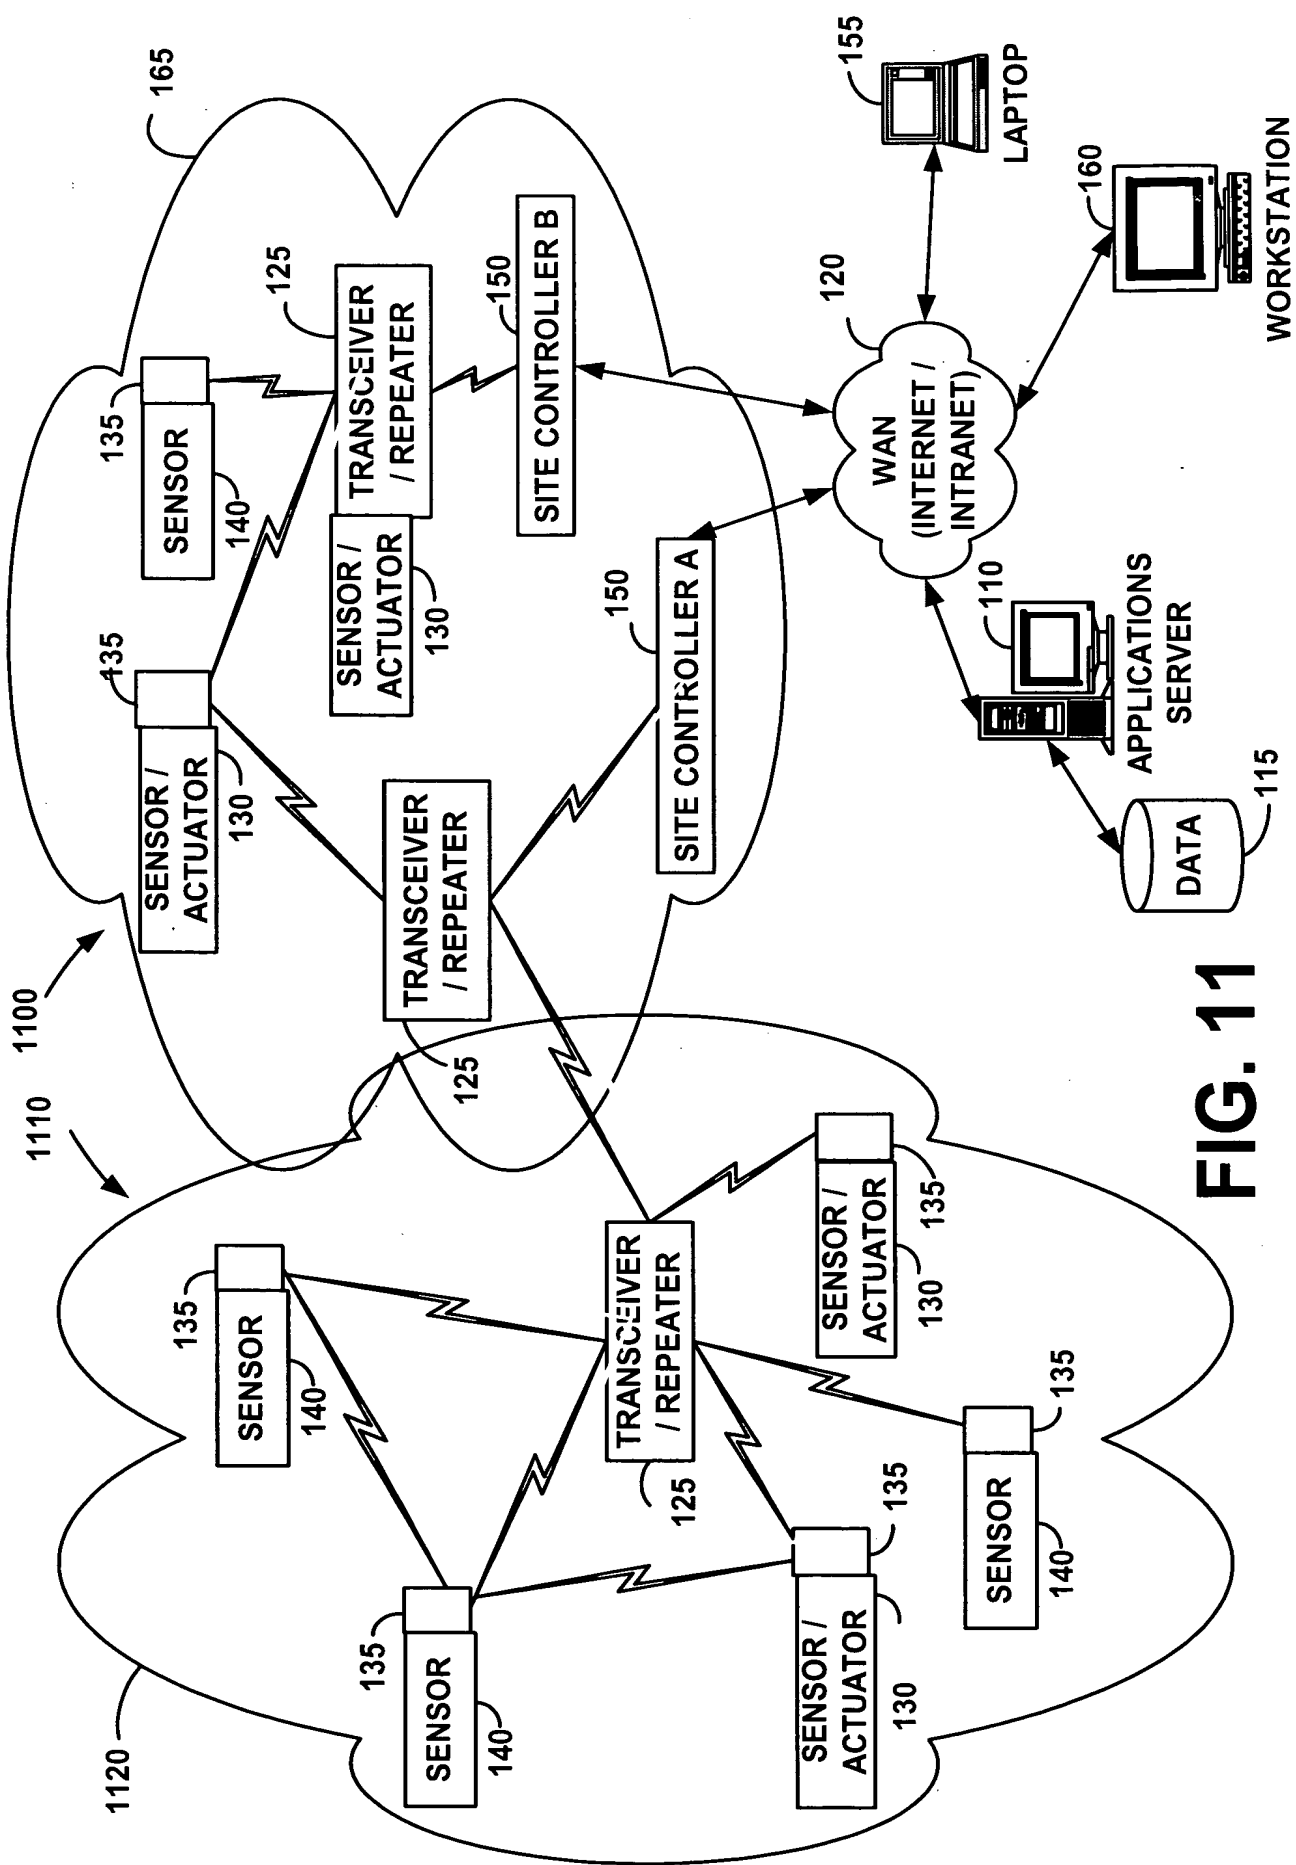 1120
1110
1100
165
135
SENSOR
140
135
SENSOR
140
125
TRANSCEIVER
/ REPEATER
135
SENSOR /
ACTUATOR
130
135
SENSOR /
ACTUATOR
130
135
SENSOR
140
135
SENSOR /
ACTUATOR
130
135
SENSOR
140
125
TRANSCEIVER
/ REPEATER
SENSOR /
ACTUATOR
130
125
TRANSCEIVER
/ REPEATER
150
SITE CONTROLLER B
150
SITE CONTROLLER A
120
WAN
(INTERNET /
INTRANET)
155
LAPTOP
160
WORKSTATION
110
APPLICATIONS
SERVER
DATA
115
FIG. 11